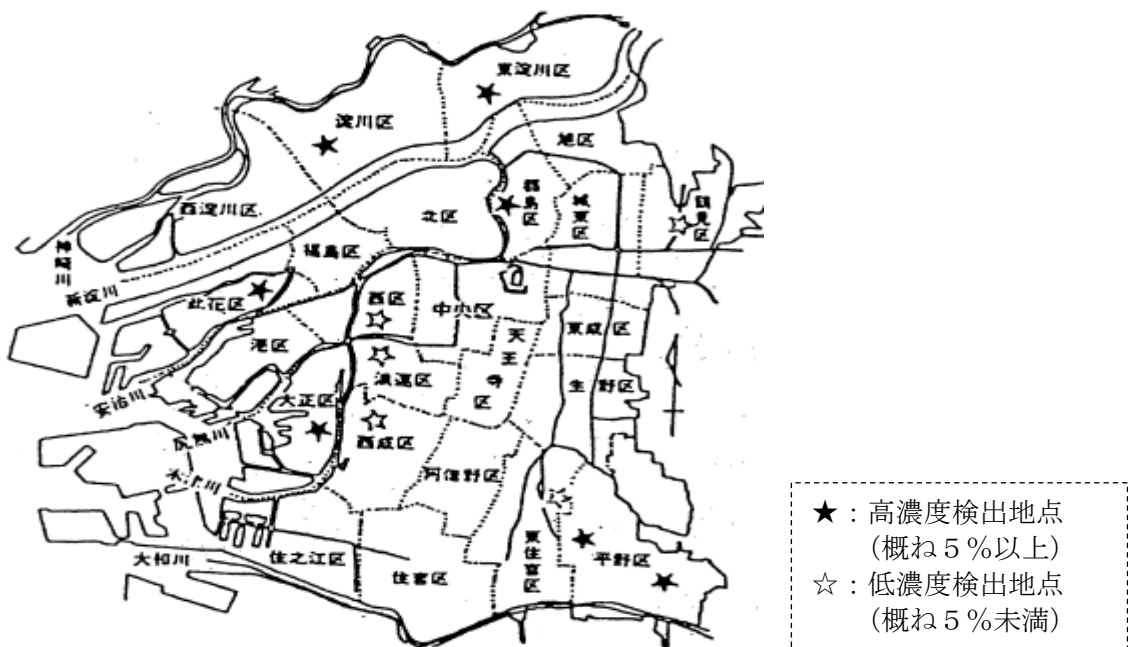 東淀川区
淀川区
旭区
都島区
城東区
鶴見区
西淀川区
北区
神崎川
福島区
新淀川
此花区
西区
中央区
東成区
港区
天王寺区
浪速区
生野区
安治川
大正区
西成区
尻無川
阿倍野区
木津川
大和川
住之江区
住吉区
東住吉区
平野区
★:高濃度検出地点
(概ね5%以上)
☆:低濃度検出地点
(概ね5%未満)